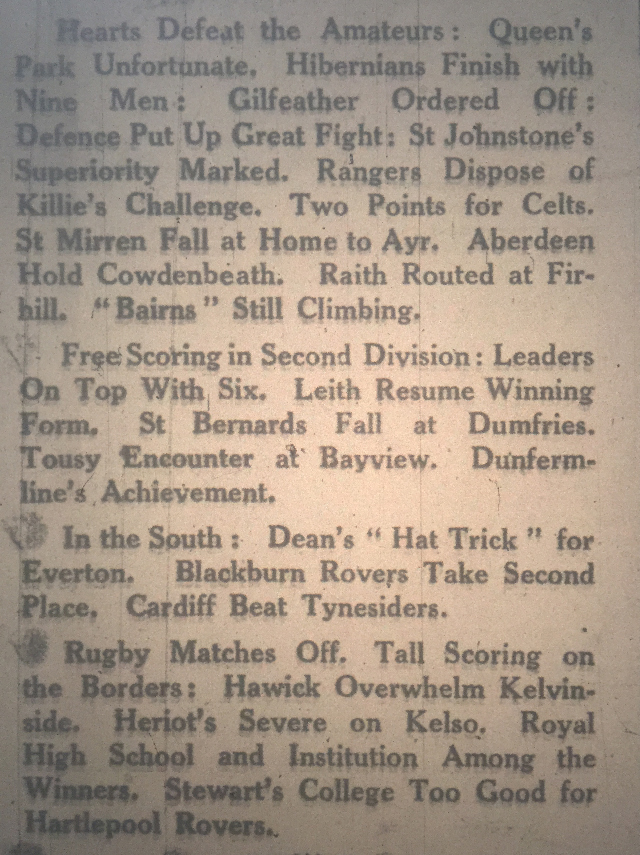 Hearts Defeat the Amateurs: Queen's
Park Unfortunate. Hibernians Finish with
Nine Men: Gilfeather Ordered Off:
Defence Put Up Great Fight: St Johnstone's
Superiority Marked. Rangers Dispose of
Killie's Challenge. Two Points for Celts.
St Mirren Fall at Home to Ayr. Aberdeen
Hold Cowdenbeath. Raith Routed at Fir-
hill. "Bairns" Still Climbing.
Free Scoring in Second Division: Leaders
On Top With Six. Leith Resume Winning
Form. St Bernards Fall at Dumfries.
Tousy Encounter at Bayview. Dunferm-
line's Achievement.
In the South: Dean's "Hat Trick" for
Everton. Blackburn Rovers Take Second
Place. Cardiff Beat Tynesiders.
Rugby Matches Off. Tall Scoring on
the Borders: Hawick Overwhelm Kelvin-
side. Heriot's Severe on Kelso. Royal
High School and Institution Among the
Winners. Stewart's College Too Good for
Hartlepool Rovers.